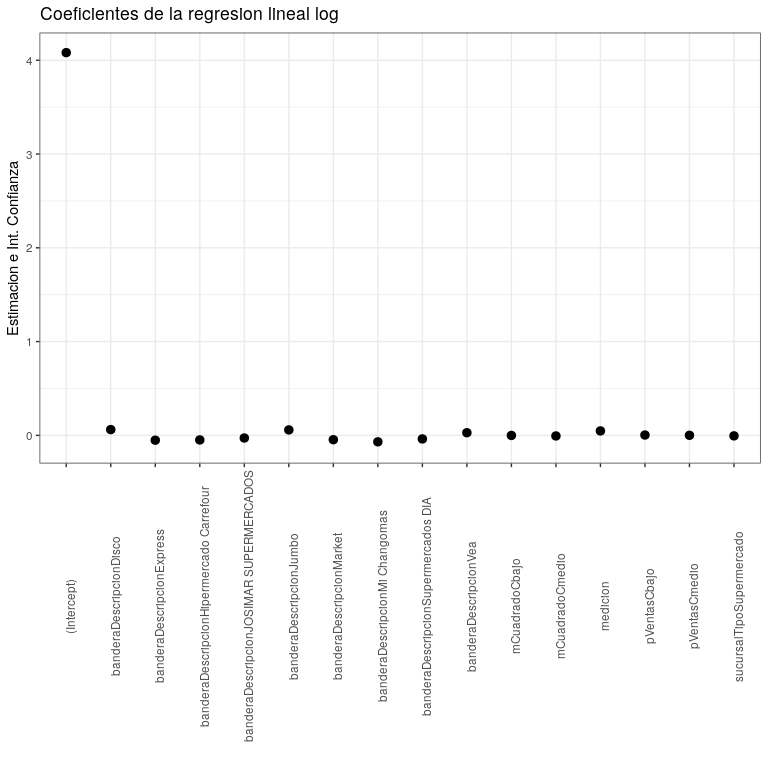 Coeficientes de la regresion lineal log
Estimacion e Int. Confianza
4
3
2
1
0
(Intercept)
banderaDescripcionDisco
banderaDescripcionExpress
banderaDescripcionHipermercado Carrefour
banderaDescripcionJOSIMAR SUPERMERCADOS
banderaDescripcionJumbo
banderaDescripcionMarket
banderaDescripcionMi Changomas
banderaDescripcionSupermercados DIA
banderaDescripcionVea
mCuadradoCbajo
mCuadradoCmedio
medicion
pVentasCbajo
pVentasCmedio
sucursalTipoSupermercado